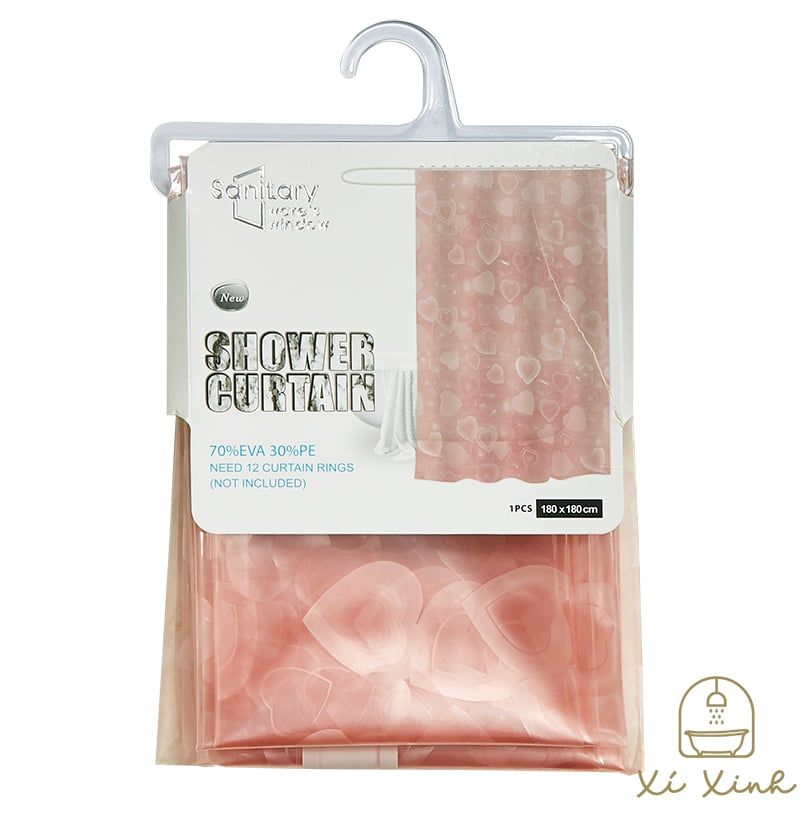 Sanitary
ware's
window
New
SHOWER
CURTAIN
70%EVA 30%PE
NEED 12 CURTAIN RINGS
(NOT INCLUDED)
1PCS 180 x 180 cm
Xi Xinh